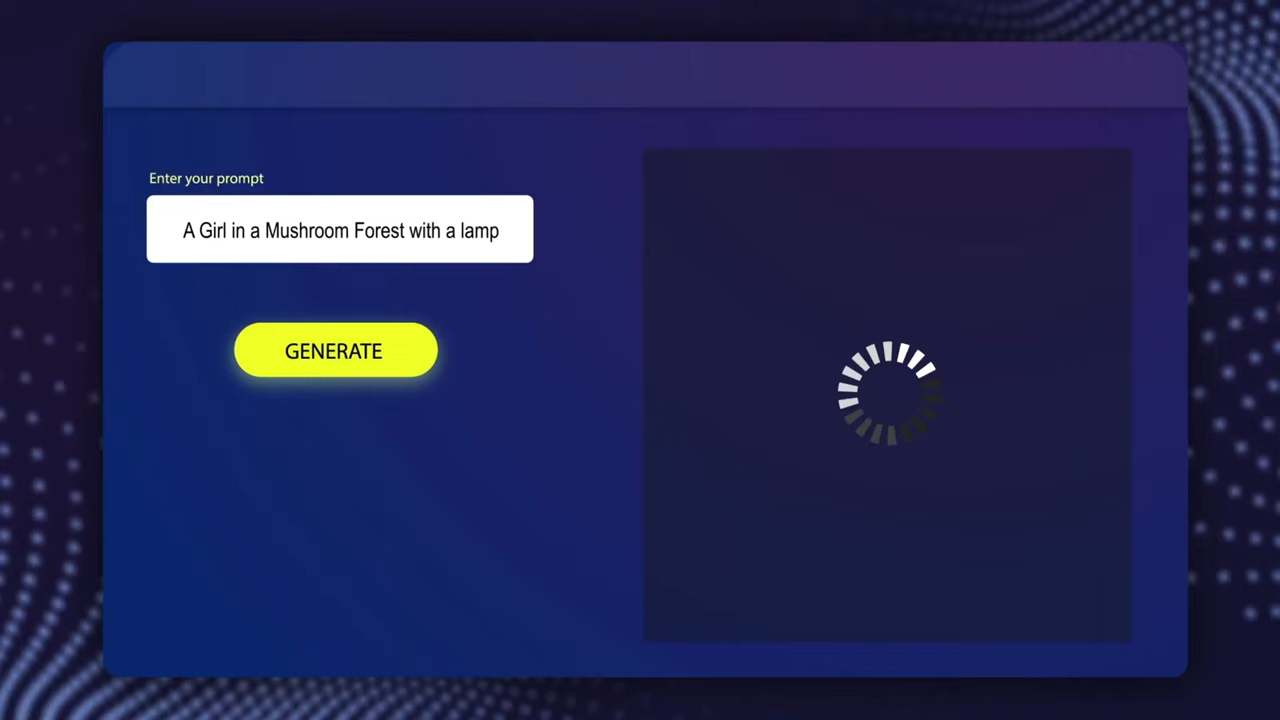 Enter your prompt
A Girl in a Mushroom Forest with a lamp
GENERATE